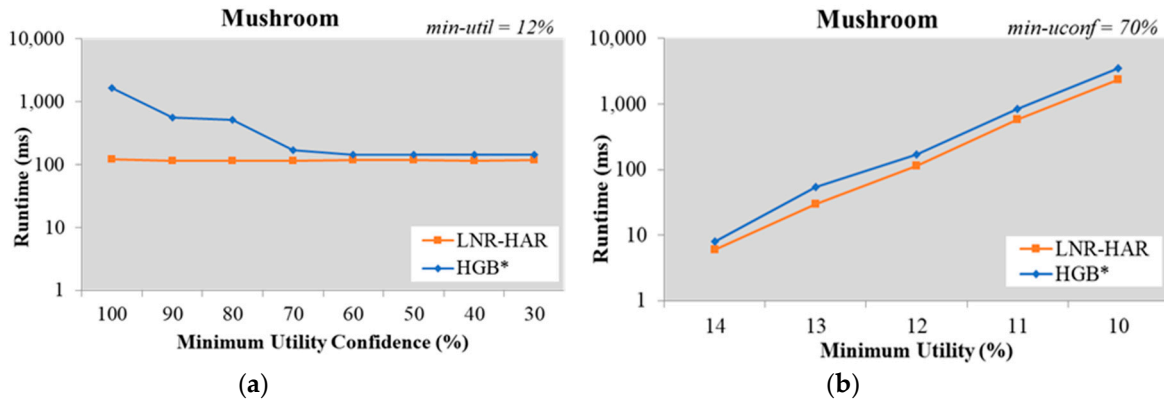 Mushroom
min-util = 12%
10,000
1,000
100
10
1
Runtime (ms)
LNR-HAR
HGB*
100 90 80 70 60 50 40 30
Minimum Utility Confidence (%)
(a)
Mushroom
min-uconf = 70%
10,000
1,000
100
10
1
Runtime (ms)
LNR-HAR
HGB*
14 13 12 11 10
Minimum Utility (%)
(b)